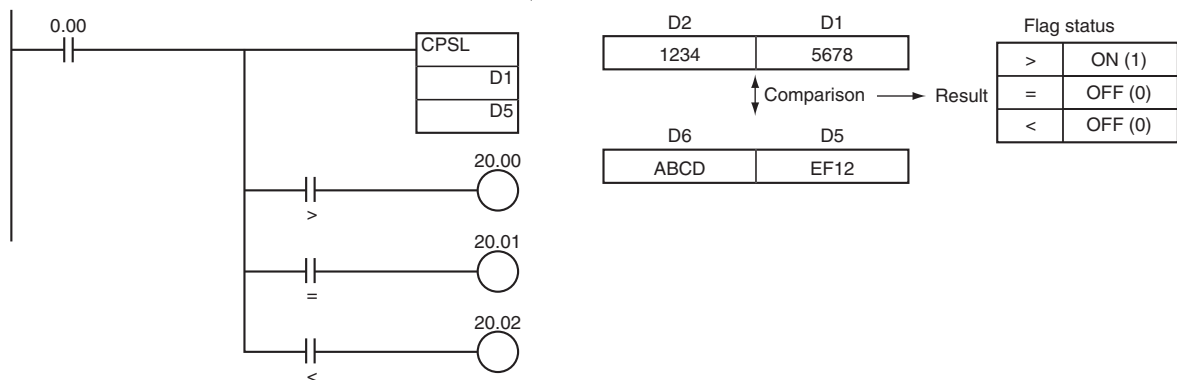 0.00
CPSL
D1
D5
20.00
>
20.01
=
20.02
<
D2 D1
1234 5678
Comparison Result
D6 D5
ABCD EF12
Flag status
> ON (1)
= OFF (0)
< OFF (0)